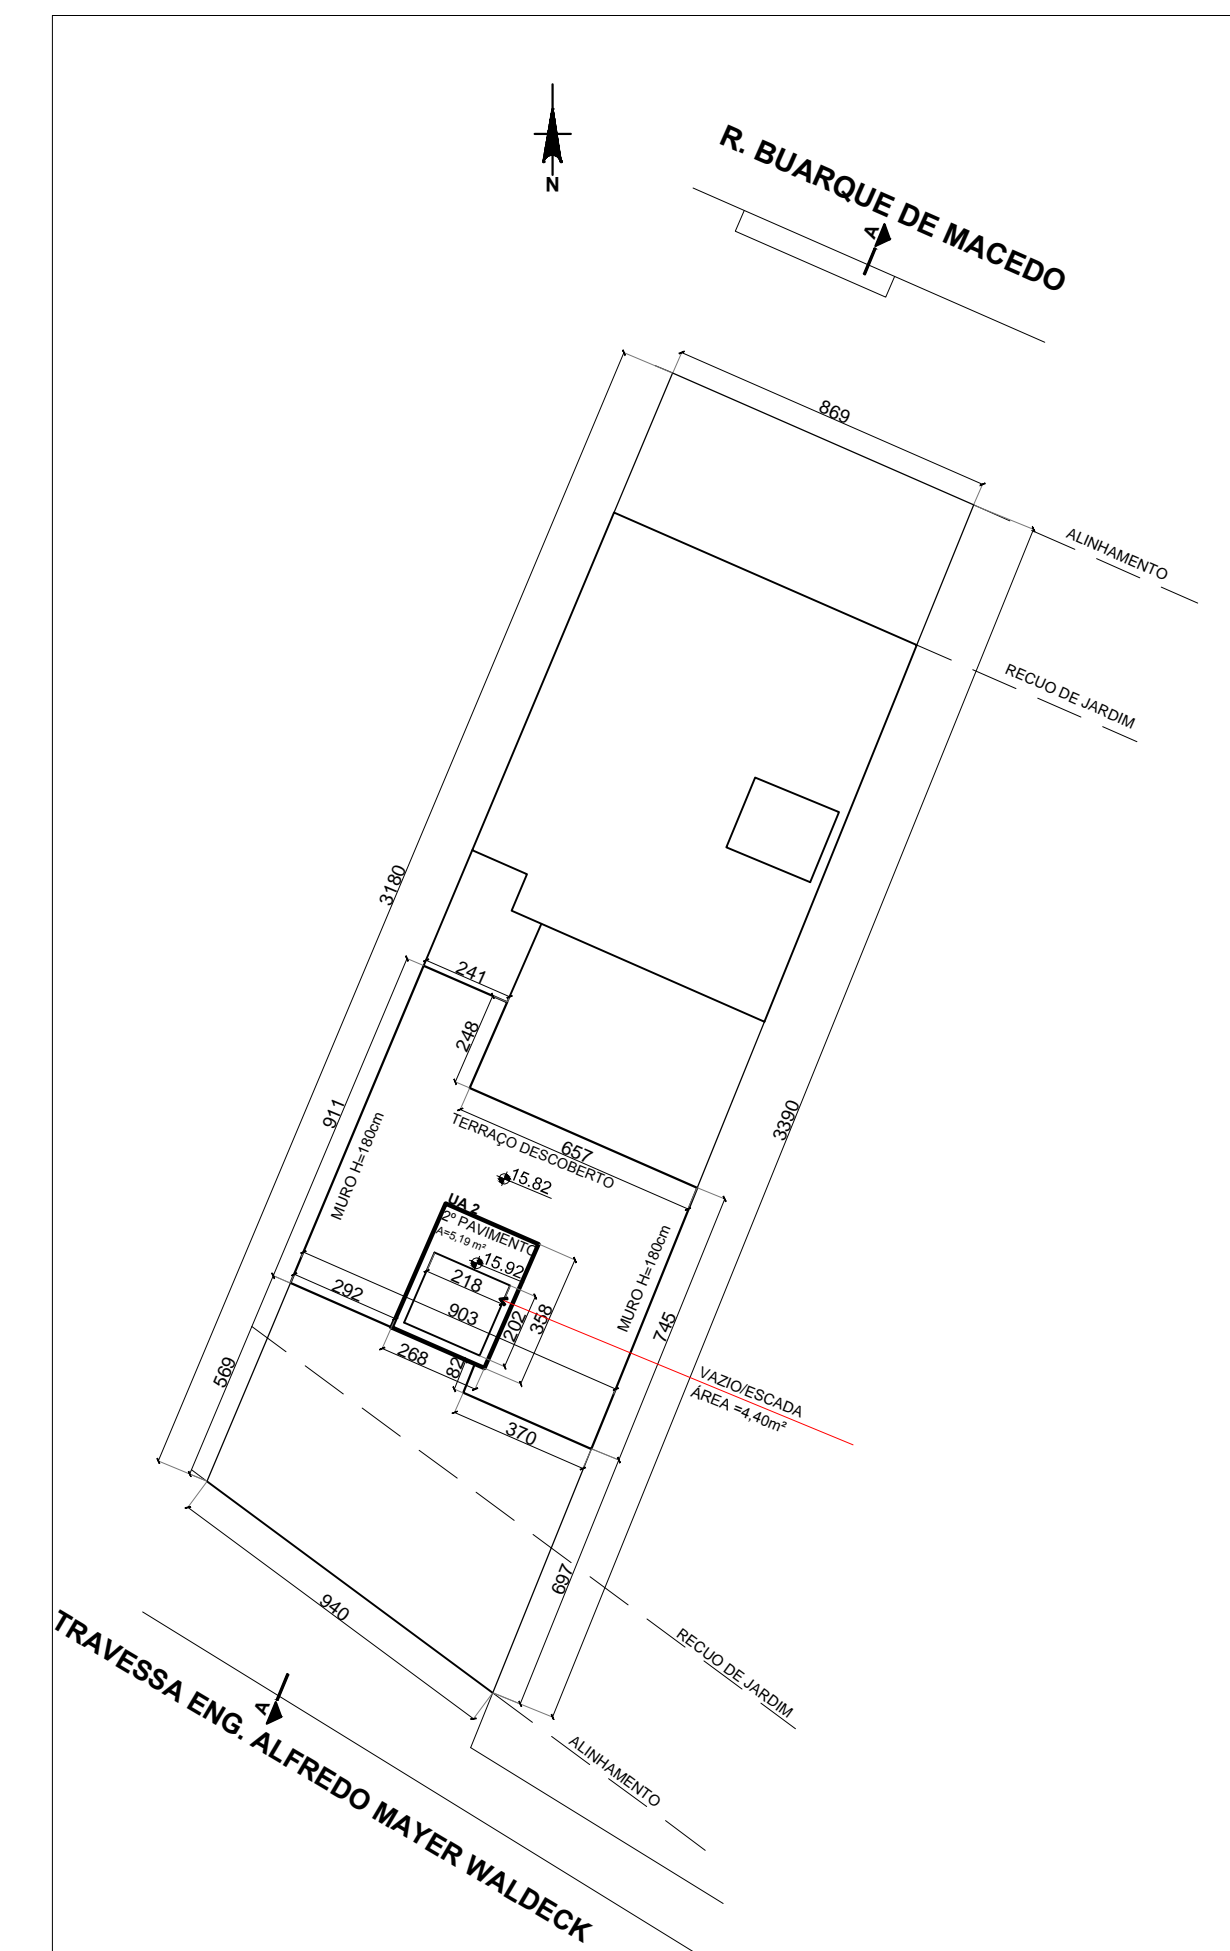 N
R. BUARQUE DE MACEDO
A
869
ALINHAMENTO
RECUO DE JARDIM
3180
241
248
911
MURO H=180cm
3390
TERRAÇO DESCOBERTO
657
15.82
UA 2
2º PAVIMENTO
A=5,19 m²
15.92
218
292
903
202
358
MURO H=180cm
745
268
82
569
VAZIO/ESCADA
ÁREA =4,40m²
370
697
940
RECUO DE JARDIM
A
ALINHAMENTO
TRAVESSA ENG. ALFREDO MAYER WALDECK